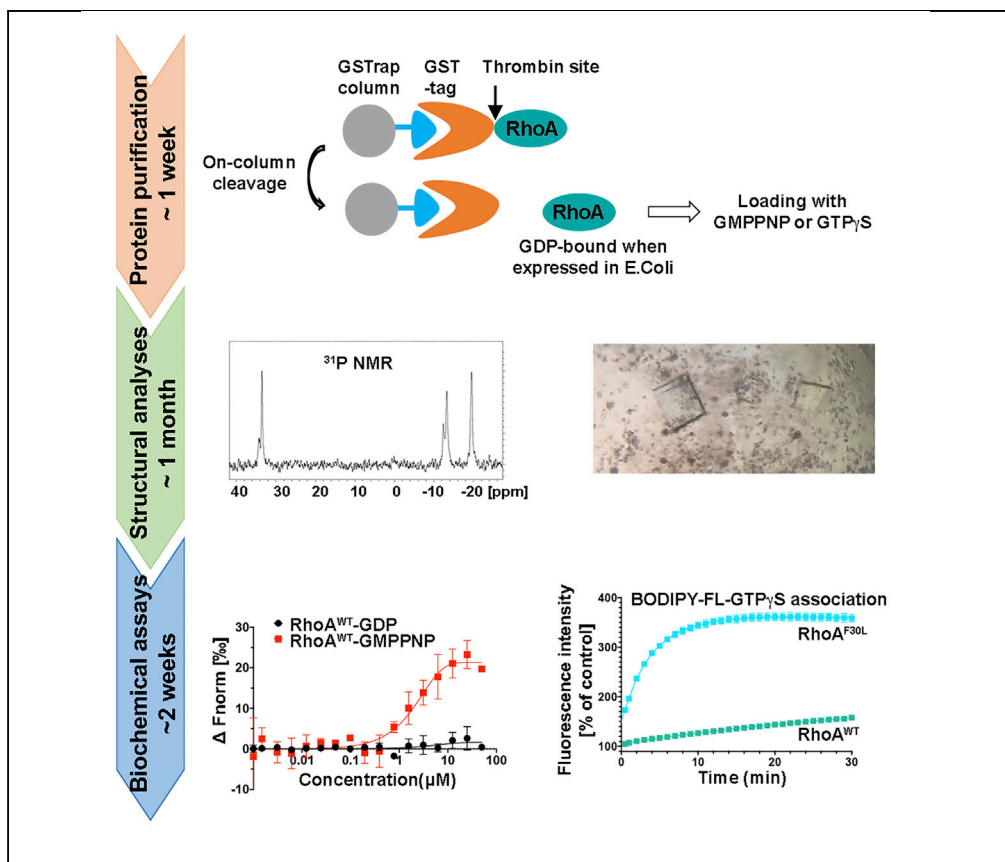 Protein purification
~ 1 week
GSTrap
column
GST
-tag
Thrombin site
RhoA
On-column
cleavage
RhoA
GDP-bound when
expressed in E.Coli
Loading with
GMPPNP or GTPγS
Structural analyses
~ 1 month
³¹P NMR
40 30 20 10 0 -10 -20 [ppm]
Biochemical assays
~2 weeks
RhoAᵂᵀ-GDP
RhoAᵂᵀ-GMPPNP
Δ Fnorm [‰]
30
20
10
0
-10
0.01 0.1 1 10 100
Concentration(μM)
BODIPY-FL-GTPγS association
RhoAF30L
RhoAᵂᵀ
Fluorescence intensity
[% of control]
400
300
200
100
0 10 20 30
Time (min)